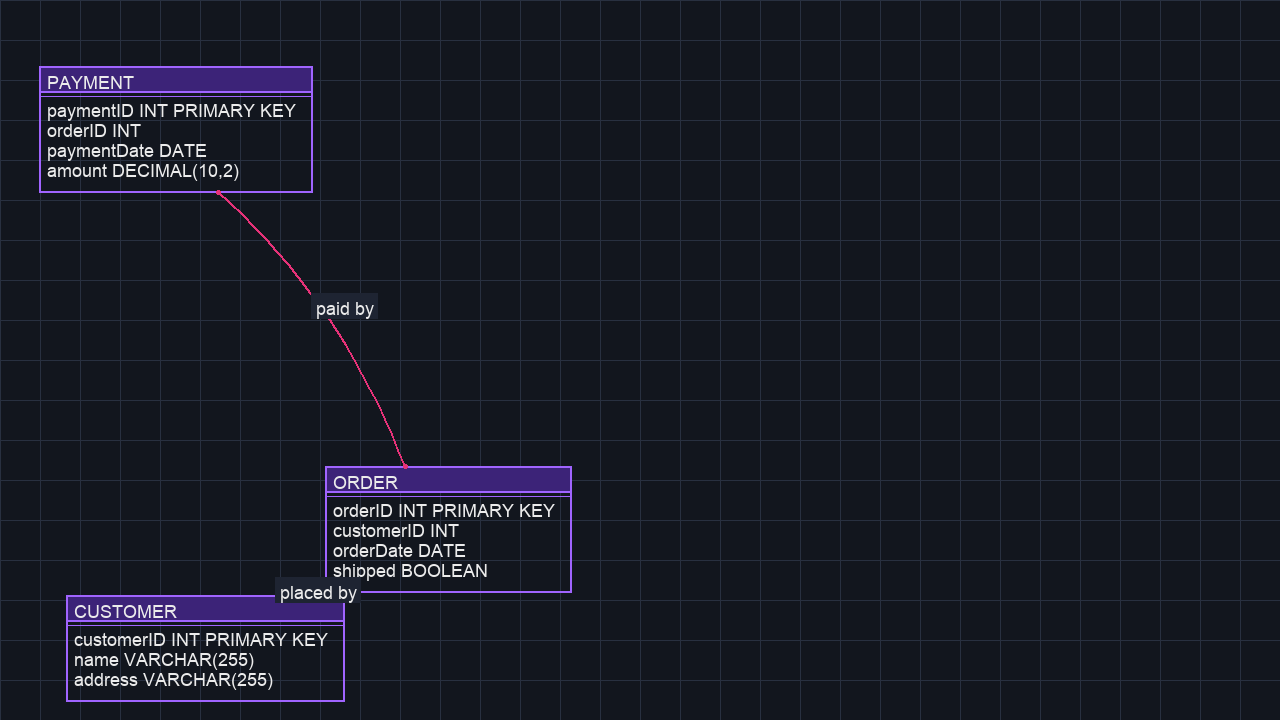 PAYMENT
paymentID INT PRIMARY KEY
orderID INT
paymentDate DATE
amount DECIMAL(10,2)
paid by
ORDER
orderID INT PRIMARY KEY
customerID INT
orderDate DATE
shipped BOOLEAN
placed by
CUSTOMER
customerID INT PRIMARY KEY
name VARCHAR(255)
address VARCHAR(255)